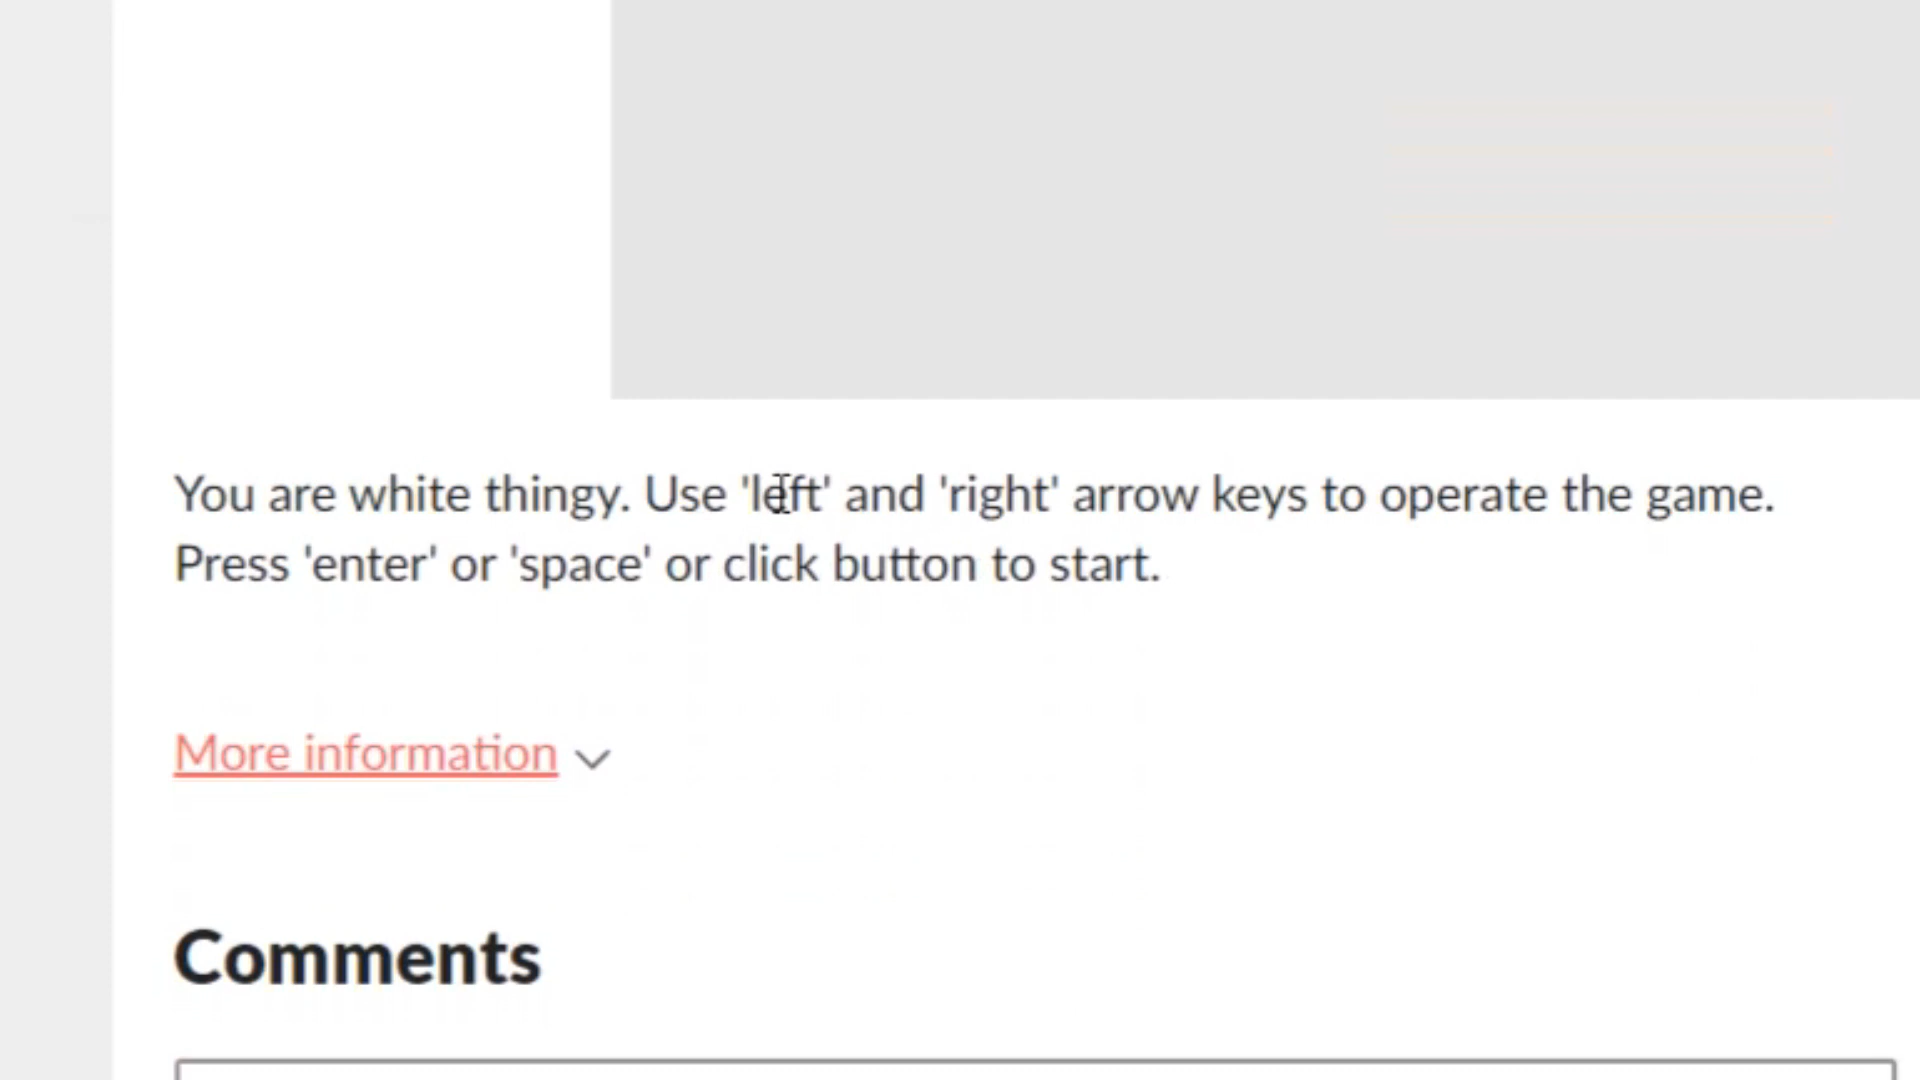 You are white thingy. Use 'left' and 'right' arrow keys to operate the game.
Press 'enter' or 'space' or click button to start.
More information
Comments